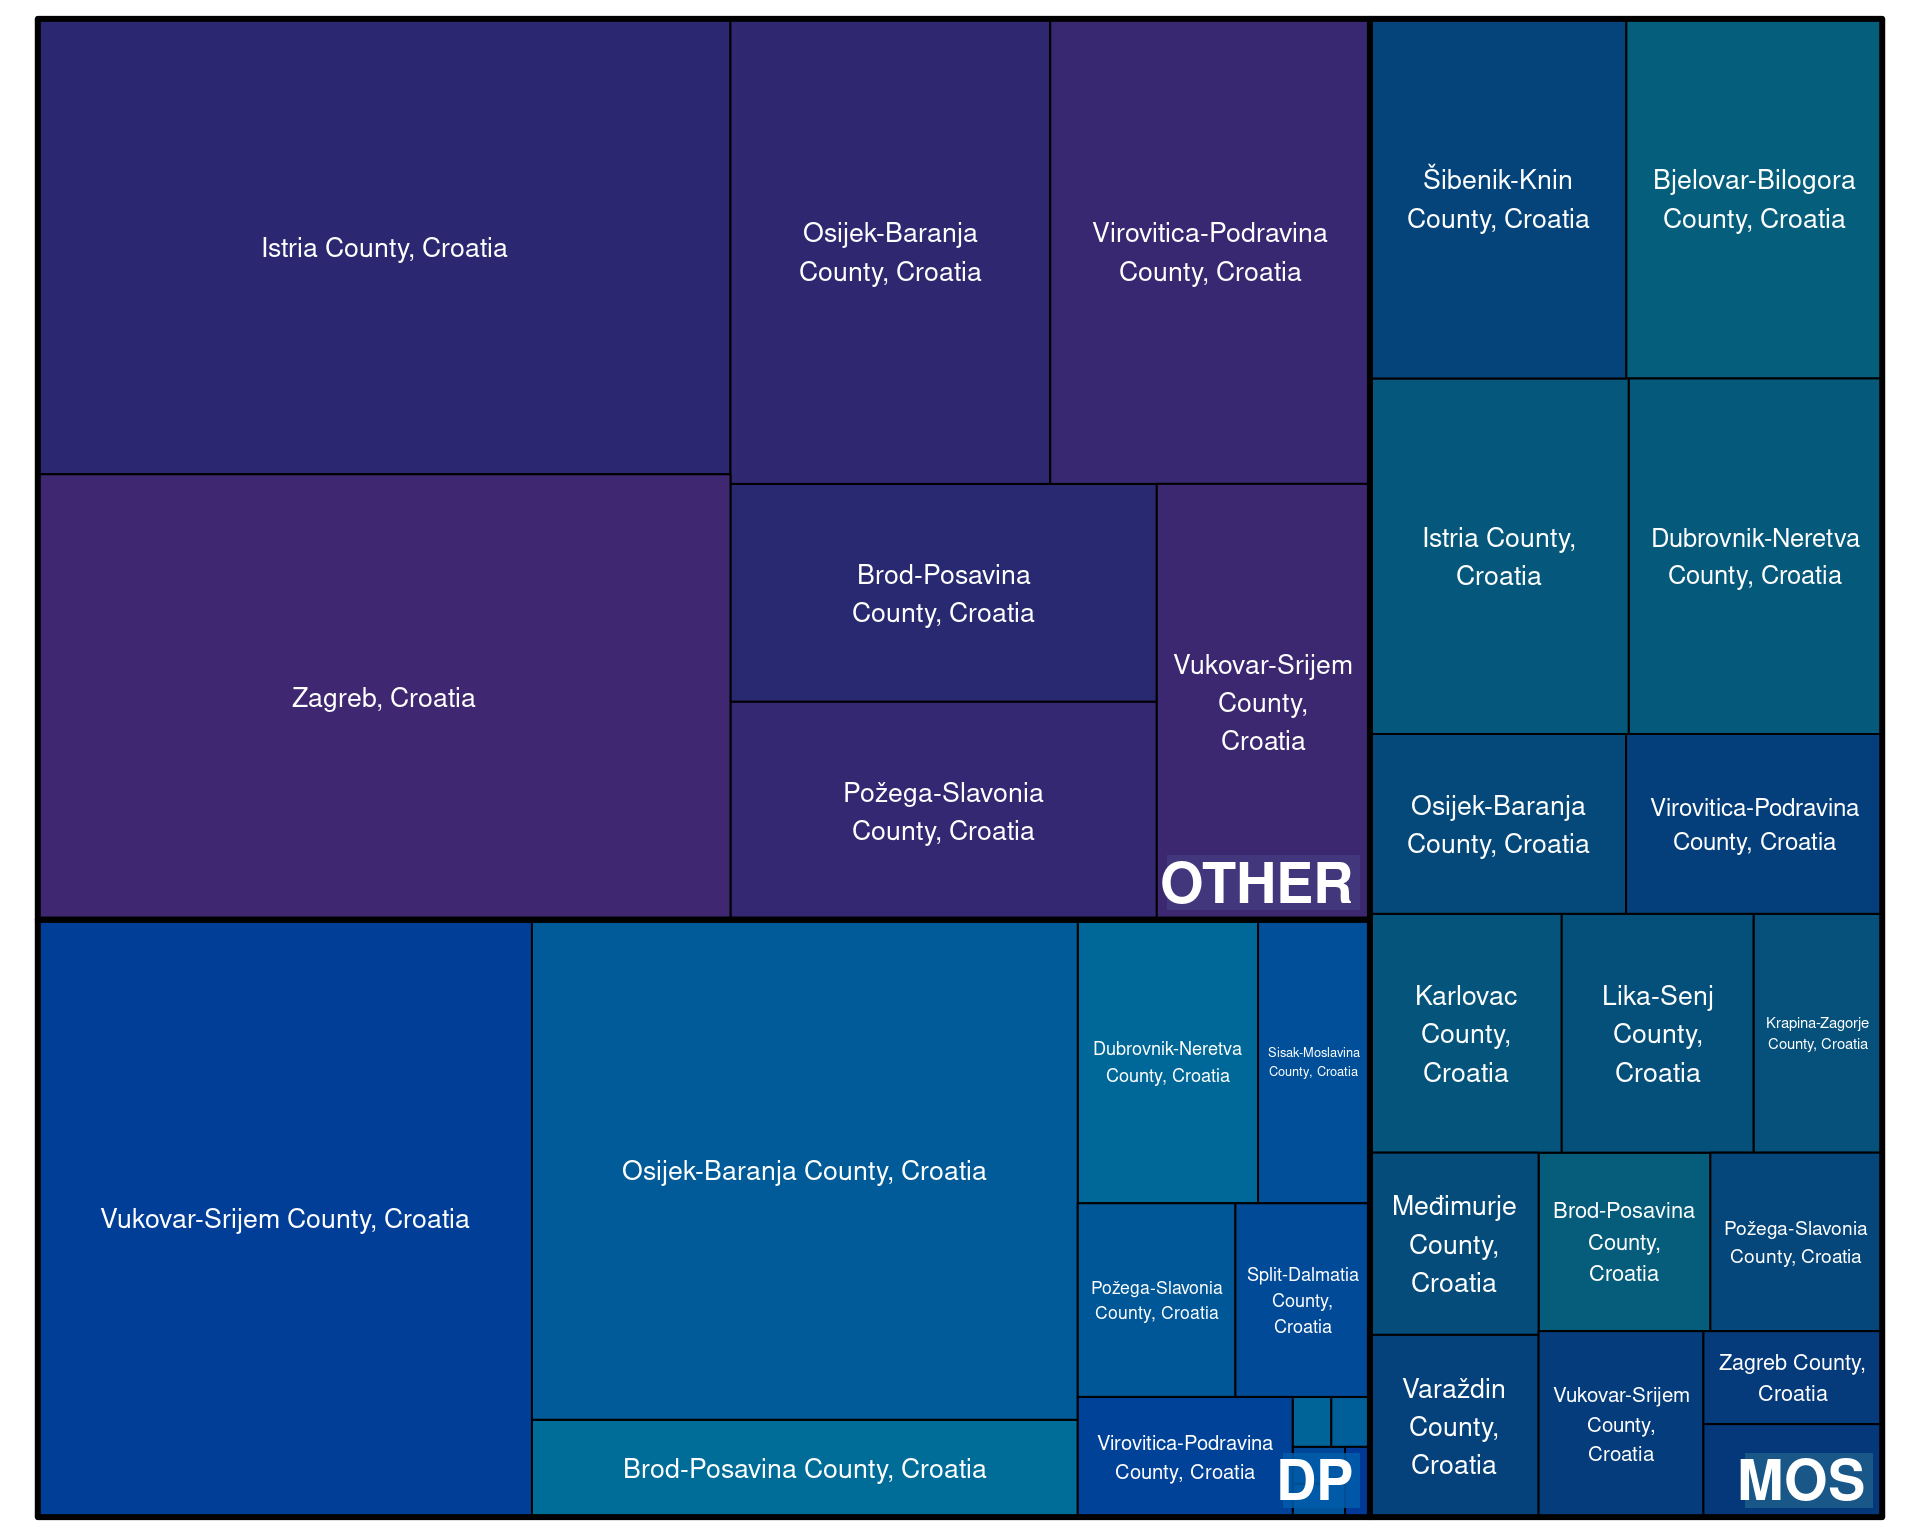 Istria County, Croatia
Osijek-Baranja
County, Croatia
Virovitica-Podravina
County, Croatia
Zagreb, Croatia
Brod-Posavina
County, Croatia
Požega-Slavonia
County, Croatia
Vukovar-Srijem
County,
Croatia
OTHER
Vukovar-Srijem County, Croatia
Osijek-Baranja County, Croatia
Brod-Posavina County, Croatia
Dubrovnik-Neretva
County, Croatia
Sisak-Moslavina
County, Croatia
Požega-Slavonia
County, Croatia
Split-Dalmatia
County,
Croatia
Virovitica-Podravina
County, Croatia
DP
Šibenik-Knin
County, Croatia
Bjelovar-Bilogora
County, Croatia
Istria County,
Croatia
Dubrovnik-Neretva
County, Croatia
Osijek-Baranja
County, Croatia
Virovitica-Podravina
County, Croatia
Karlovac
County,
Croatia
Lika-Senj
County,
Croatia
Krapina-Zagorje
County, Croatia
Međimurje
County,
Croatia
Brod-Posavina
County,
Croatia
Požega-Slavonia
County, Croatia
Varaždin
County,
Croatia
Vukovar-Srijem
County,
Croatia
Zagreb County,
Croatia
MOS